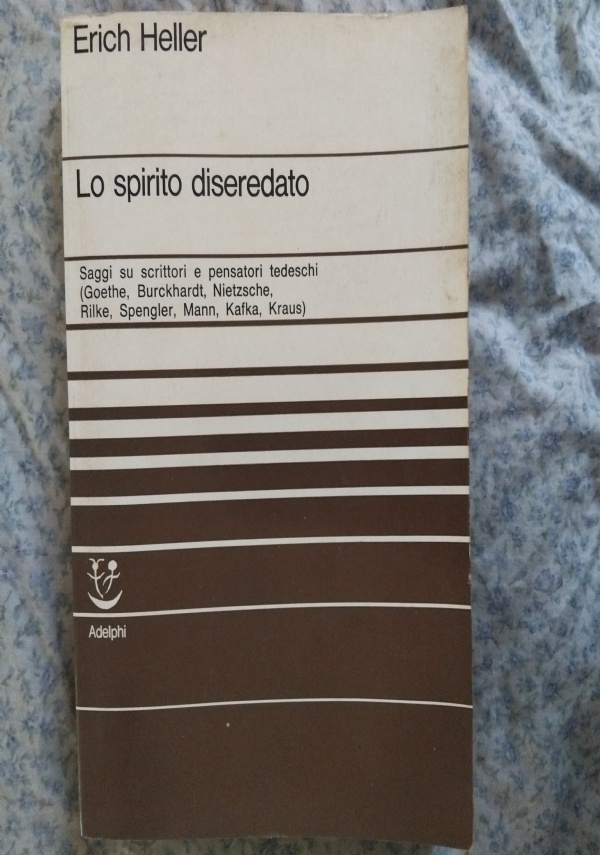 Erich Heller
Lo spirito diseredato
Saggi su scrittori e pensatori tedeschi
(Goethe, Burckhardt, Nietzsche,
Rilke, Spengler, Mann, Kafka, Kraus)
Adelphi